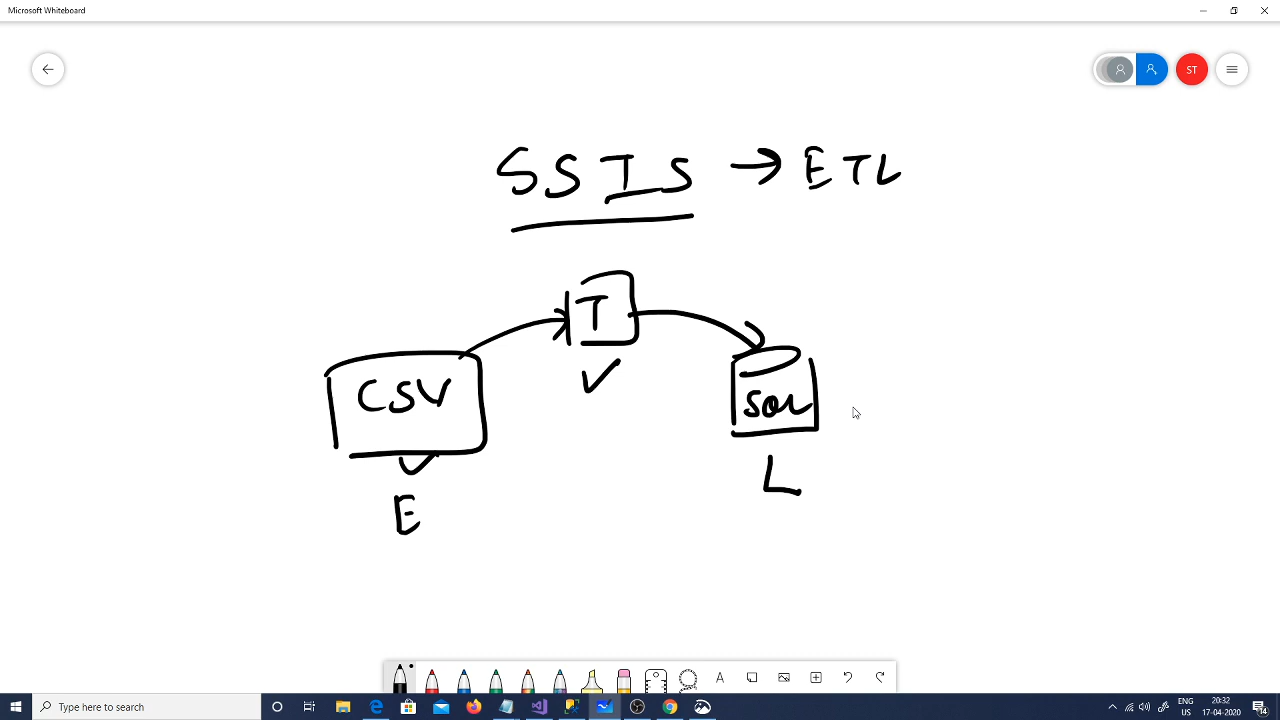 Microsoft Whiteboard
ST
SSIS → ETL
T
CSV
SQL
E
L
A
Type here to search
ENG
US
20:32
17-04-2020